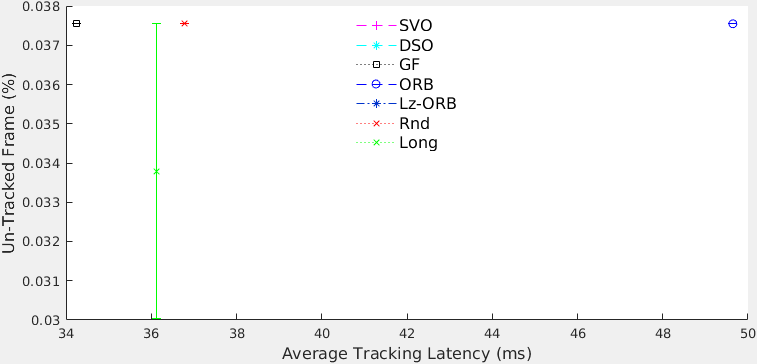 0.038
0.037
0.036
0.035
0.034
0.033
0.032
0.031
0.03
Un-Tracked Frame (%)
SVO
DSO
GF
ORB
Lz-ORB
Rnd
Long
34 36 38 40 42 44 46 48 50
Average Tracking Latency (ms)